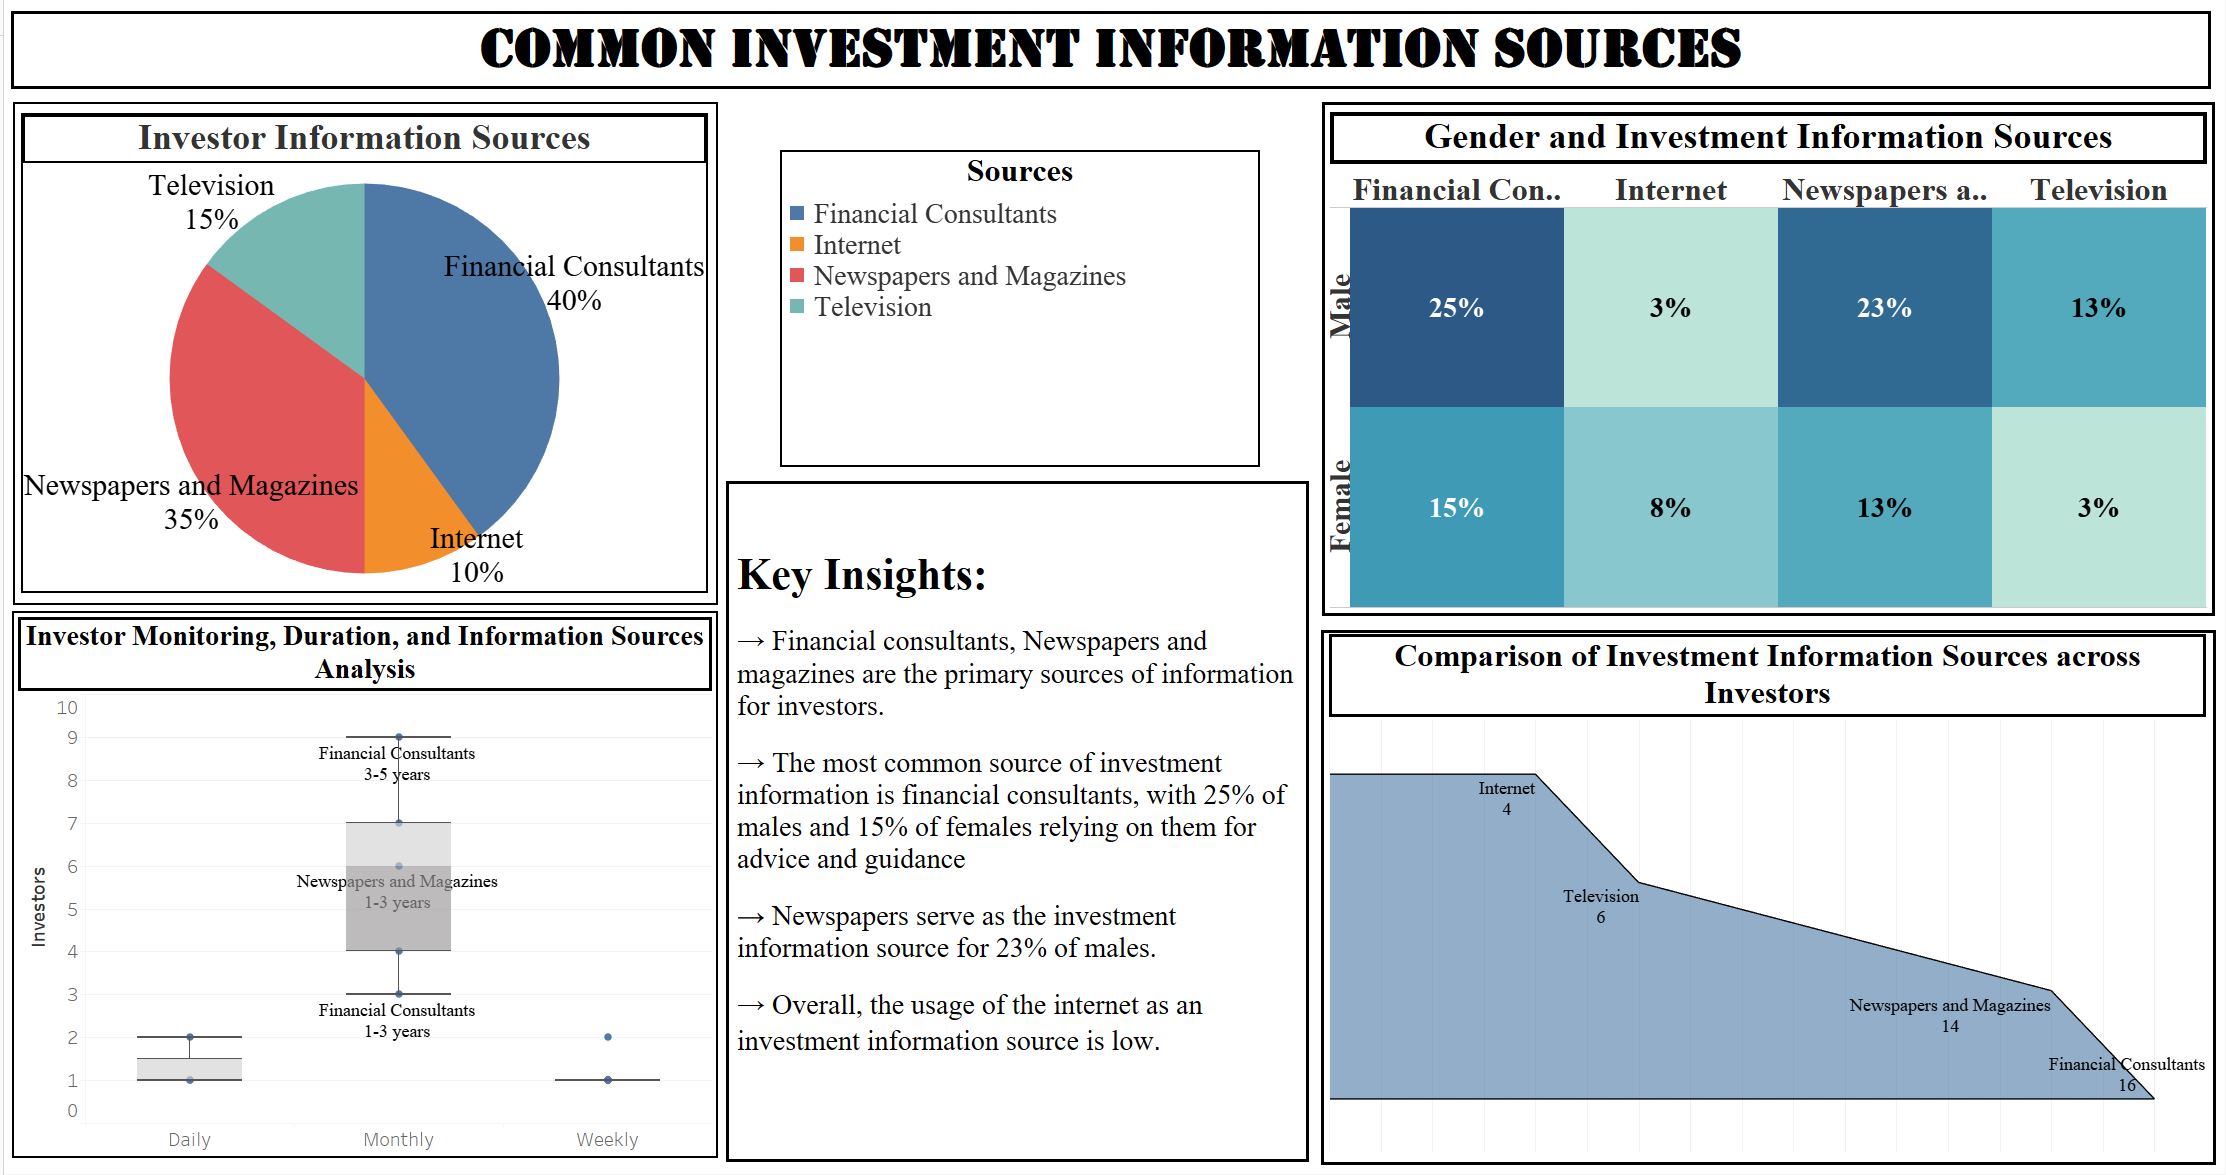 COMMON INVESTMENT INFORMATION SOURCES
Investor Information Sources
Television
15%
Financial Consultants
40%
Newspapers and Magazines
35%
Internet
10%
Sources
Financial Consultants
Internet
Newspapers and Magazines
Television
Gender and Investment Information Sources
Financial Con..
Internet
Newspapers a..
Television
Male
25%
3%
23%
13%
Female
15%
8%
13%
3%
Investor Monitoring, Duration, and Information Sources
Analysis
Investors
10
9
8
7
6
5
4
3
2
1
0
Financial Consultants
3-5 years
Newspapers and Magazines
1-3 years
Financial Consultants
1-3 years
Daily
Monthly
Weekly
Key Insights:
→ Financial consultants, Newspapers and
magazines are the primary sources of information
for investors.
→ The most common source of investment
information is financial consultants, with 25% of
males and 15% of females relying on them for
advice and guidance
→ Newspapers serve as the investment
information source for 23% of males.
→ Overall, the usage of the internet as an
investment information source is low.
Comparison of Investment Information Sources across
Investors
Internet
4
Television
6
Newspapers and Magazines
14
Financial Consultants
16